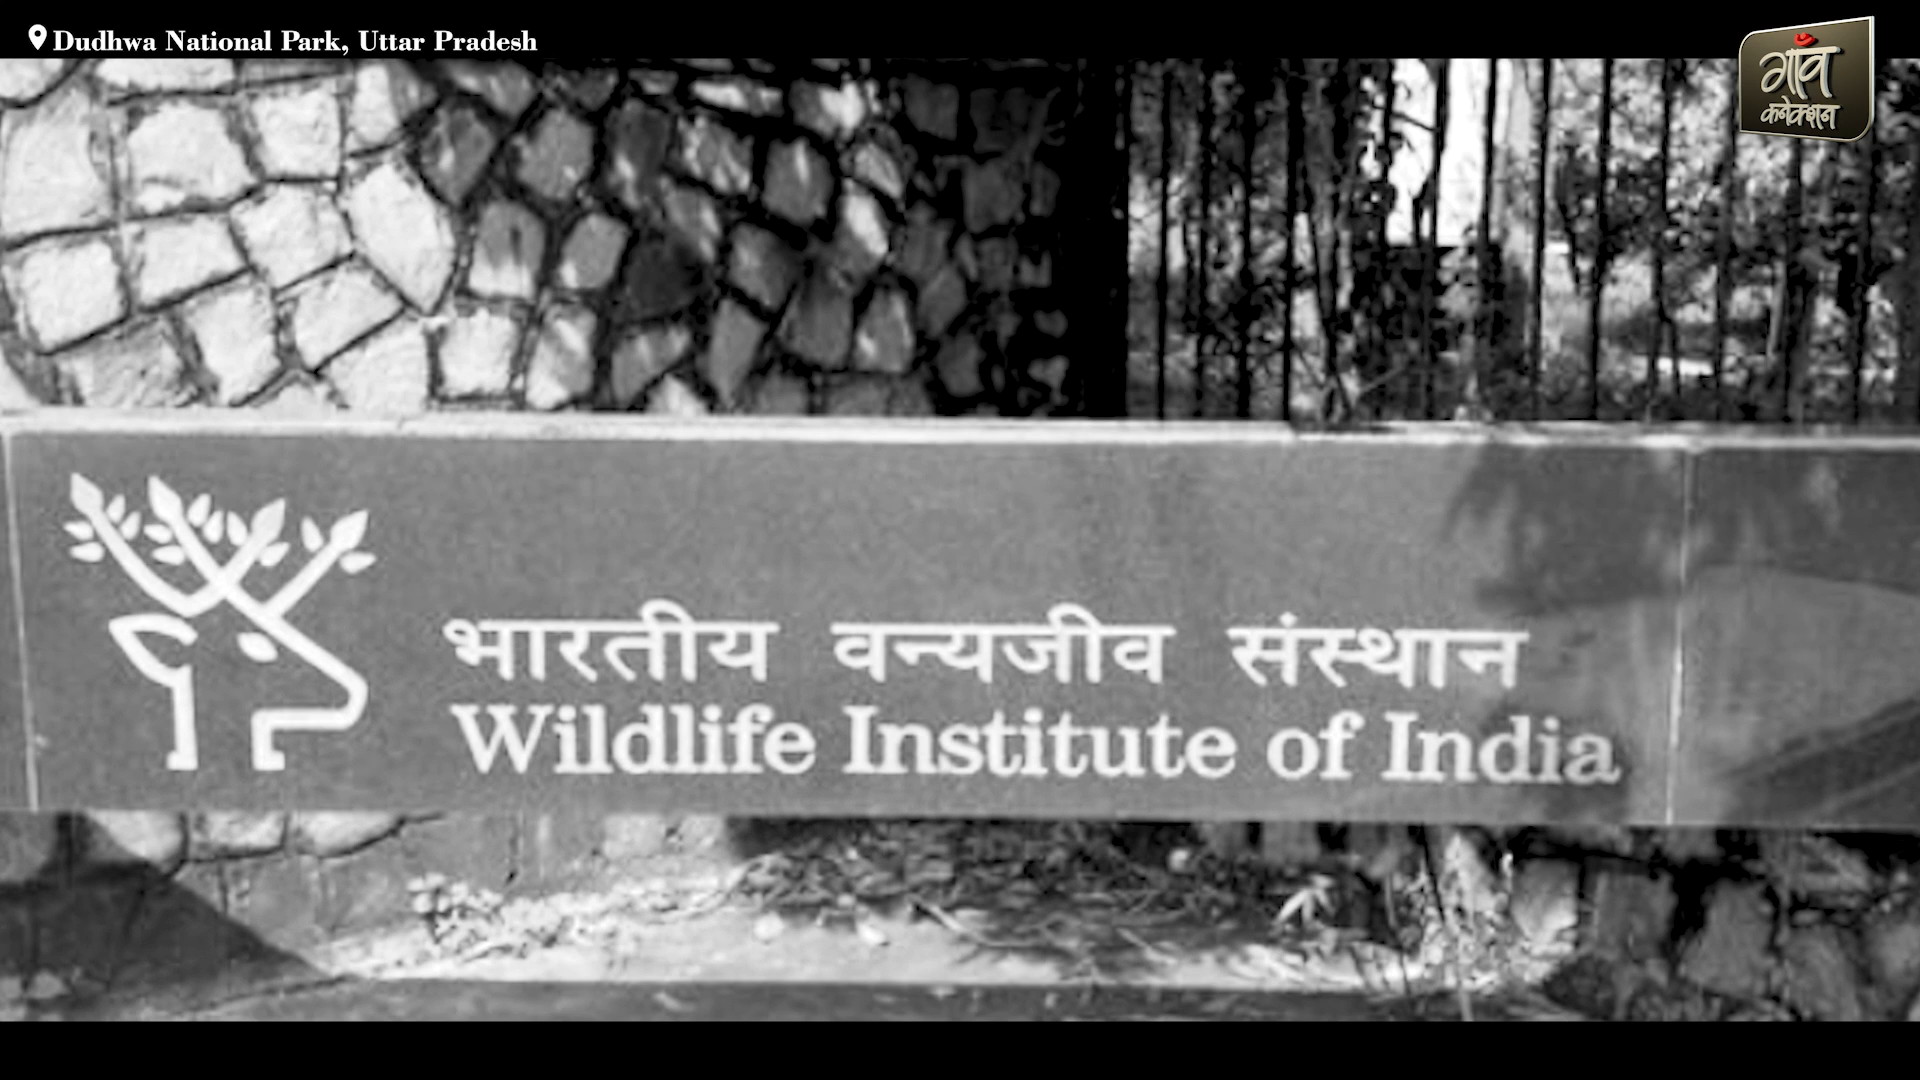 Dudhwa National Park, Uttar Pradesh
गाँव
कनेक्शन
भारतीय वन्यजीव संस्थान
Wildlife Institute of India